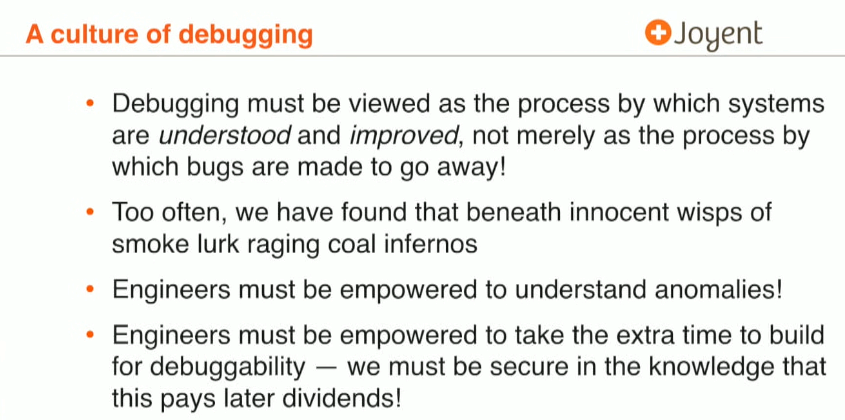 A culture of debugging
Joyent
• Debugging must be viewed as the process by which systems
are understood and improved, not merely as the process by
which bugs are made to go away!
• Too often, we have found that beneath innocent wisps of
smoke lurk raging coal infernos
• Engineers must be empowered to understand anomalies!
• Engineers must be empowered to take the extra time to build
for debuggability — we must be secure in the knowledge that
this pays later dividends!